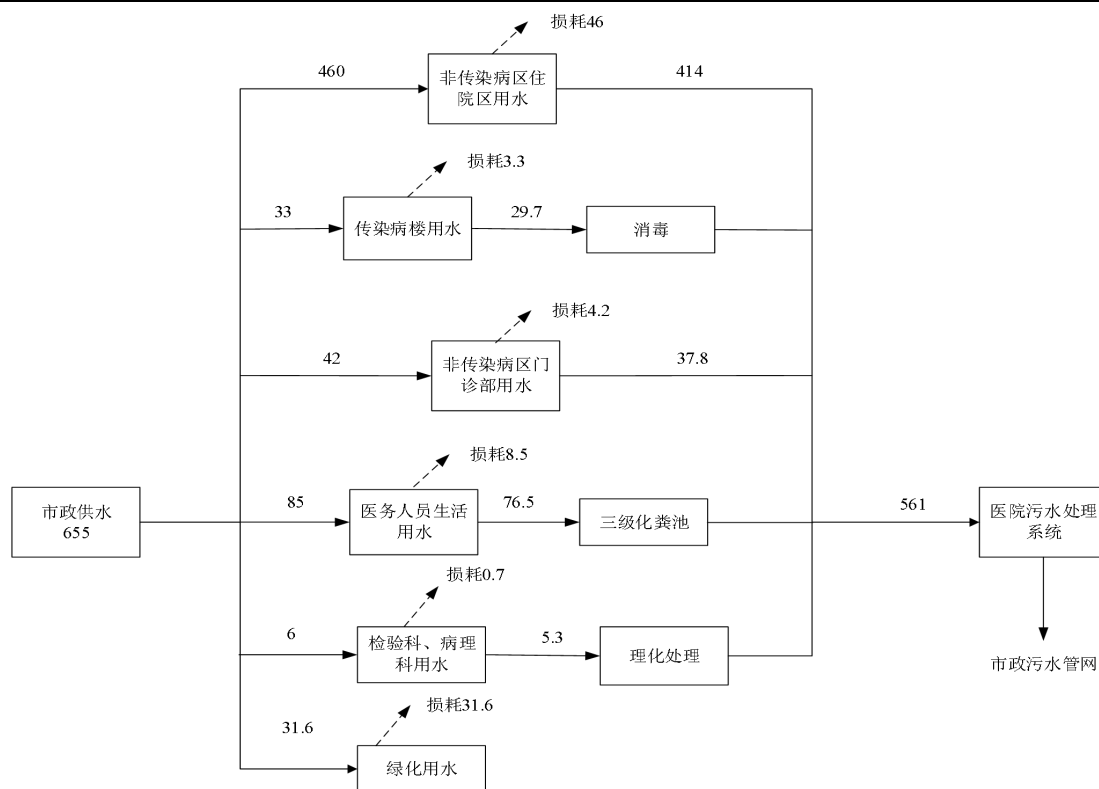 损耗46
460
非传染病区住
院区用水
414
损耗3.3
33
传染病楼用水
29.7
消毒
损耗4.2
42
非传染病区门
诊部用水
37.8
损耗8.5
市政供水
655
85
医务人员生活
用水
76.5
三级化粪池
561
医院污水处理
系统
损耗0.7
6
检验科、病理
科用水
5.3
理化处理
市政污水管网
损耗31.6
31.6
绿化用水